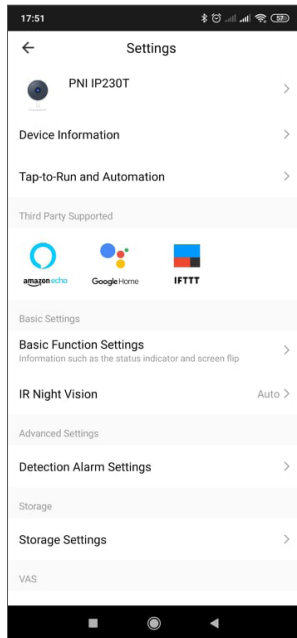 17:51
57
Settings
PNI IP230T
Device Information
Tap-to-Run and Automation
Third Party Supported
amazon echo
Google Home
IFTTT
Basic Settings
Basic Function Settings
Information such as the status indicator and screen flip
IR Night Vision
Auto
Advanced Settings
Detection Alarm Settings
Storage
Storage Settings
VAS